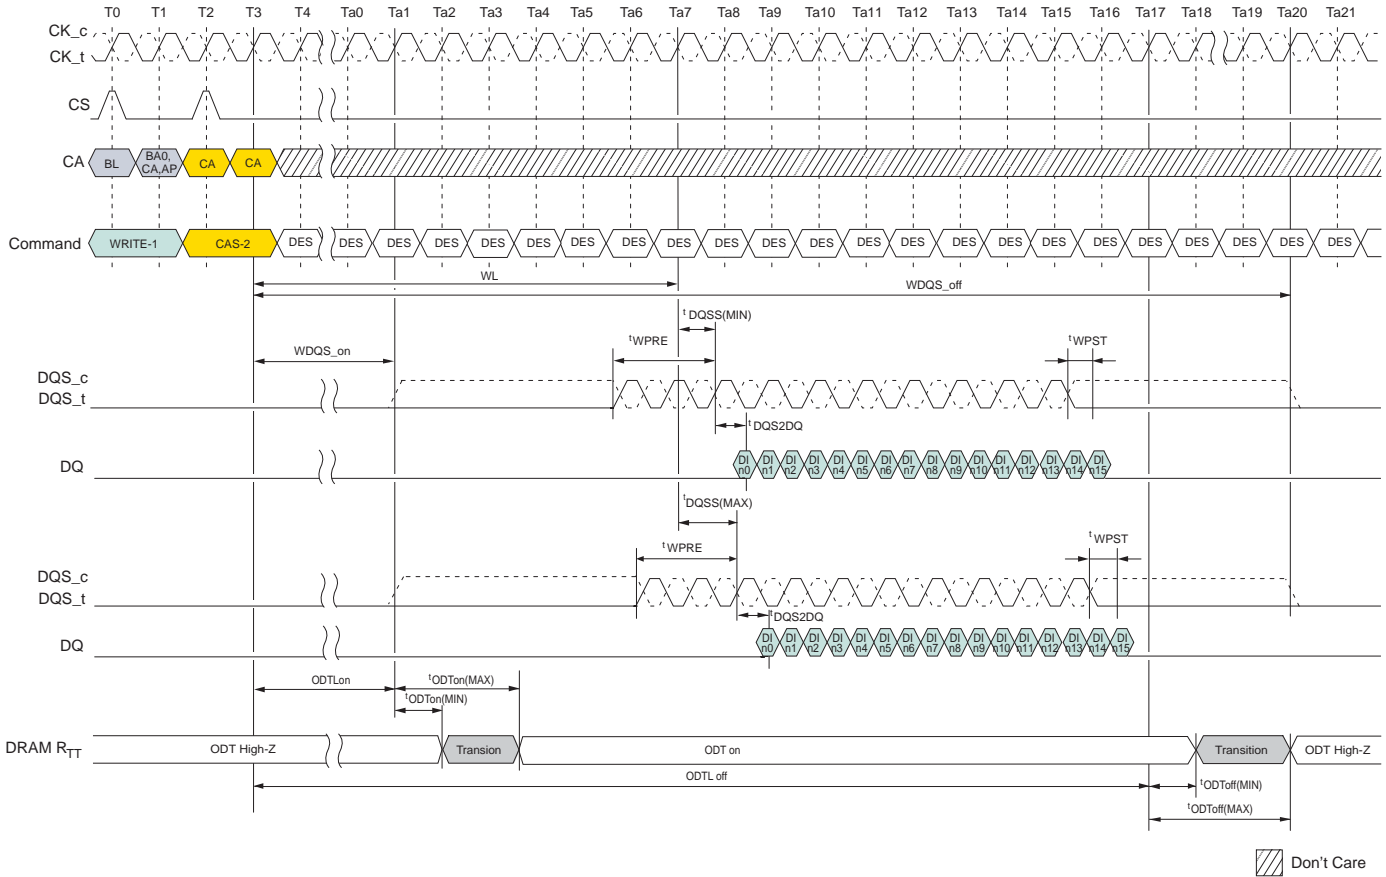 T0 T1 T2 T3 T4 Ta0 Ta1 Ta2 Ta3 Ta4 Ta5 Ta6 Ta7 Ta8 Ta9 Ta10 Ta11 Ta12 Ta13 Ta14 Ta15 Ta16 Ta17 Ta18 Ta19 Ta20 Ta21
CK_c
CK_t
CS
CA BL BA0, CA,AP CA CA
Command WRITE-1 CAS-2 DES DES DES DES DES DES DES DES DES DES DES DES DES DES DES DES DES DES DES DES DES DES DES
WL
WDQS_off
tDQSS(MIN)
tWPRE tWPST
WDQS_on
DQS_c
DQS_t
tDQS2DQ
DQ DI n0 DI n1 DI n2 DI n3 DI n4 DI n5 DI n6 DI n7 DI n8 DI n9 DI n10 DI n11 DI n12 DI n13 DI n14 DI n15
tDQSS(MAX)
tWPRE tWPST
DQS_c
DQS_t
tDQS2DQ
DQ DI n0 DI n1 DI n2 DI n3 DI n4 DI n5 DI n6 DI n7 DI n8 DI n9 DI n10 DI n11 DI n12 DI n13 DI n14 DI n15
ODTLon tODTon(MAX)
tODTon(MIN)
DRAM RTT ODT High-Z Transion ODT on Transition ODT High-Z
ODTL off tODToff(MIN)
tODToff(MAX)
Don't Care